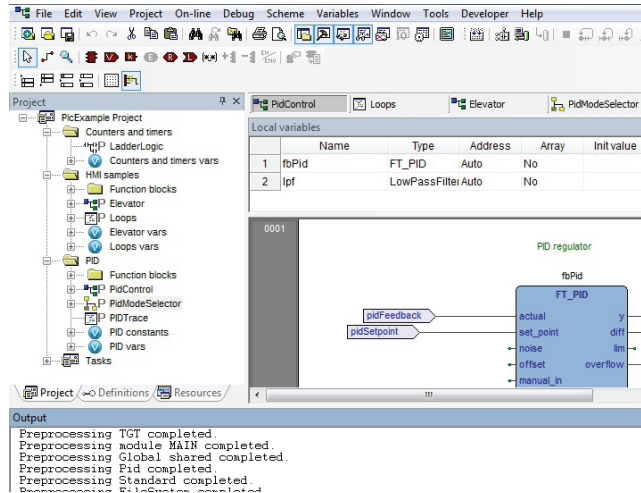 File Edit View Project On-line Debug Scheme Variables Window Tools Developer Help
Project
PlcExample Project
Counters and timers
LadderLogic
Counters and timers vars
HMI samples
Function blocks
Elevator
Loops
Elevator vars
Loops vars
PID
Function blocks
PidControl
PidModeSelector
PIDTrace
PID constants
PID vars
Tasks
Project Definitions Resources
PidControl Loops Elevator PidModeSelector
Local variables
Name Type Address Array Init value
1 fbPid FT_PID Auto No
2 lpf LowPassFilter Auto No
0001
PID regulator
fbPid
FT_PID
pidFeedback actual y
pidSetpoint set_point diff
noise lim
offset overflow
manual_in
Output
Preprocessing TGT completed.
Preprocessing module MAIN completed.
Preprocessing Global shared completed.
Preprocessing Pid completed.
Preprocessing Standard completed.
Preprocessing FileSystem completed.